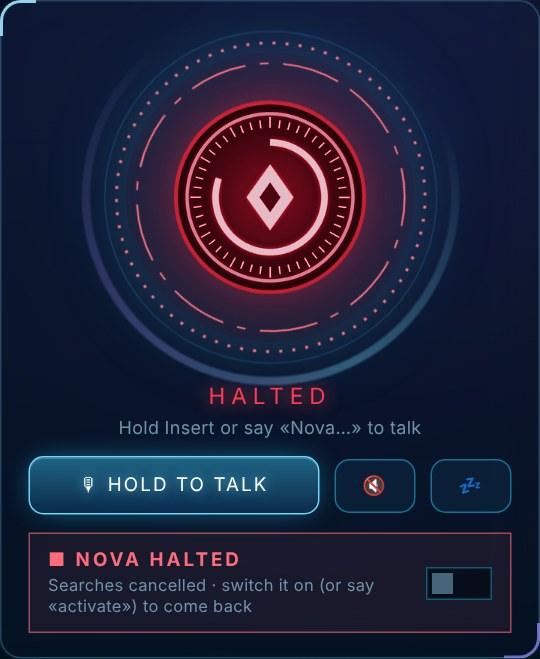 HALTED
Hold Insert or say «Nova...» to talk
HOLD TO TALK
NOVA HALTED
Searches cancelled · switch it on (or say
«activate») to come back